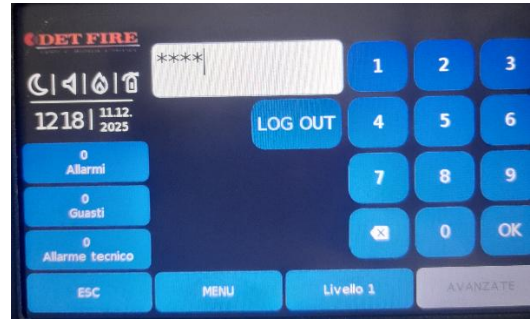 DET FIRE
****
1218 | 11.12.
2025
LOG OUT
0
Allarmi
0
Guasti
0
Allarme tecnico
1 2 3
4 5 6
7 8 9
0 OK
ESC
MENU
Livello 1
AVANZATE